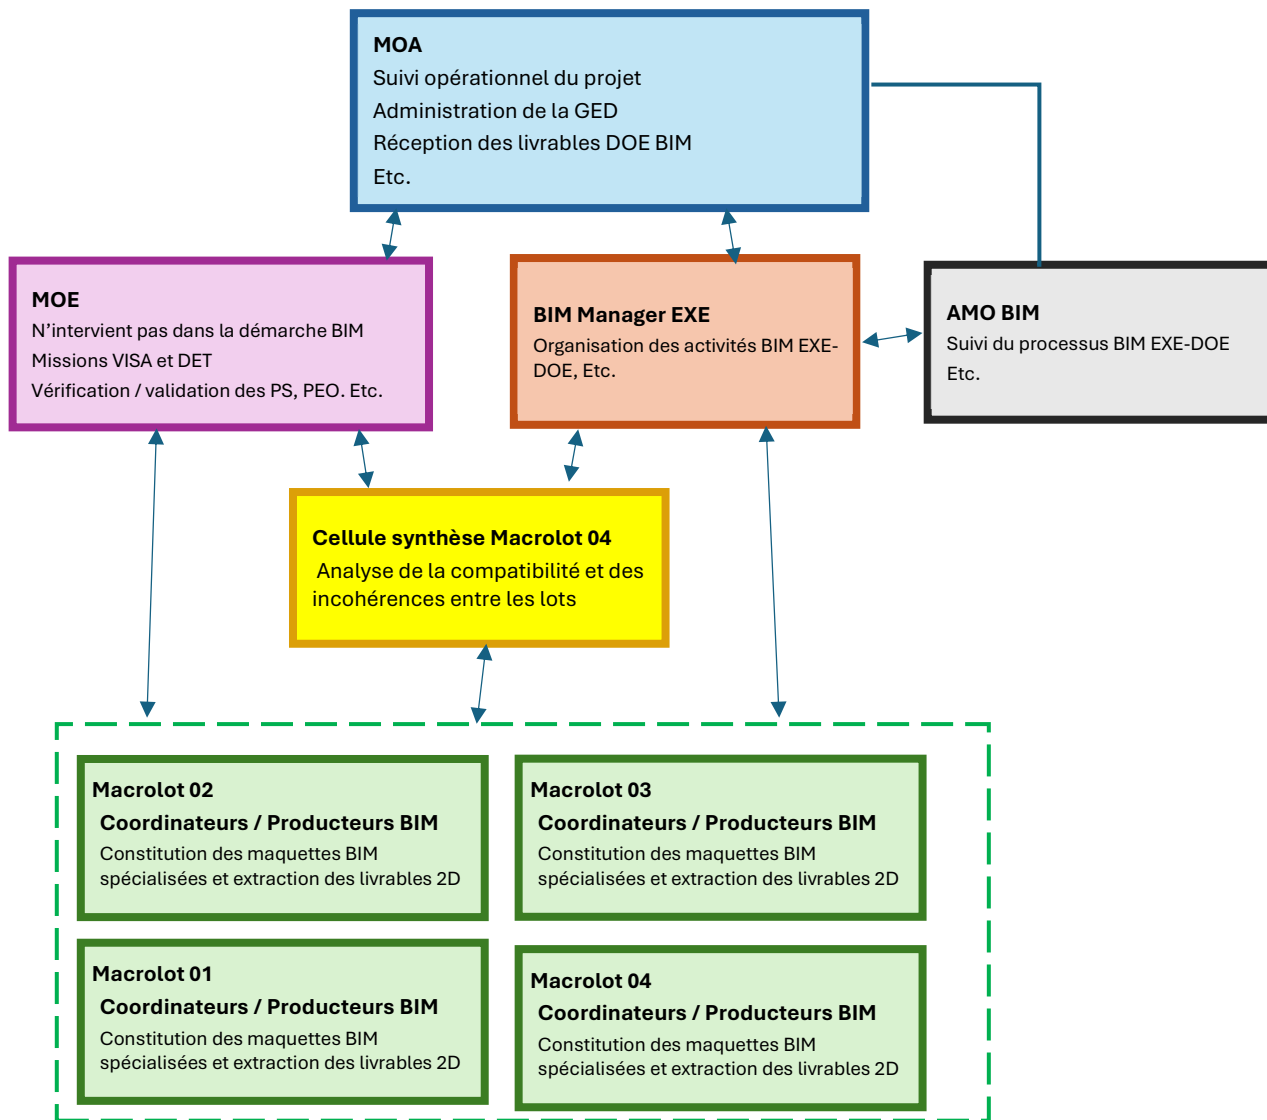 MOA
Suivi opérationnel du projet
Administration de la GED
Réception des livrables DOE BIM
Etc.
MOE
N’intervient pas dans la démarche BIM
Missions VISA et DET
Vérification / validation des PS, PEO. Etc.
BIM Manager EXE
Organisation des activités BIM EXE-
DOE, Etc.
AMO BIM
Suivi du processus BIM EXE-DOE
Etc.
Cellule synthèse Macrolot 04
Analyse de la compatibilité et des
incohérences entre les lots
Macrolot 02
Coordinateurs / Producteurs BIM
Constitution des maquettes BIM
spécialisées et extraction des livrables 2D
Macrolot 03
Coordinateurs / Producteurs BIM
Constitution des maquettes BIM
spécialisées et extraction des livrables 2D
Macrolot 01
Coordinateurs / Producteurs BIM
Constitution des maquettes BIM
spécialisées et extraction des livrables 2D
Macrolot 04
Coordinateurs / Producteurs BIM
Constitution des maquettes BIM
spécialisées et extraction des livrables 2D